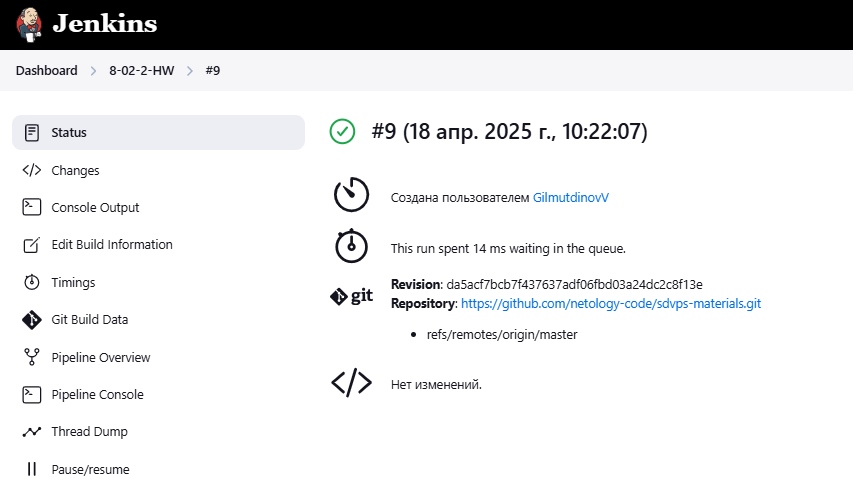 Jenkins
Dashboard > 8-02-2-HW > #9
Status
Changes
Console Output
Edit Build Information
Timings
Git Build Data
Pipeline Overview
Pipeline Console
Thread Dump
Pause/resume
#9 (18 апр. 2025 г., 10:22:07)
Создана пользователем GilmutdinovV
This run spent 14 ms waiting in the queue.
git
Revision: da5acf7bcb7f437637adf06fbd03a24dc2c8f13e
Repository: https://github.com/netology-code/sdvps-materials.git
• refs/remotes/origin/master
Нет изменений.